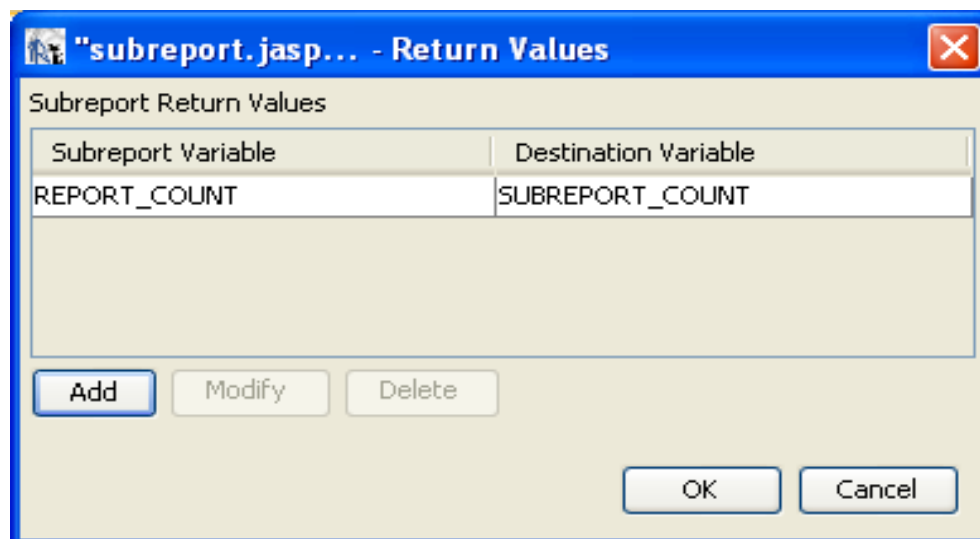 "subreport.jasp... - Return Values
Subreport Return Values
Subreport Variable Destination Variable
REPORT_COUNT SUBREPORT_COUNT
Add Modify Delete
OK Cancel